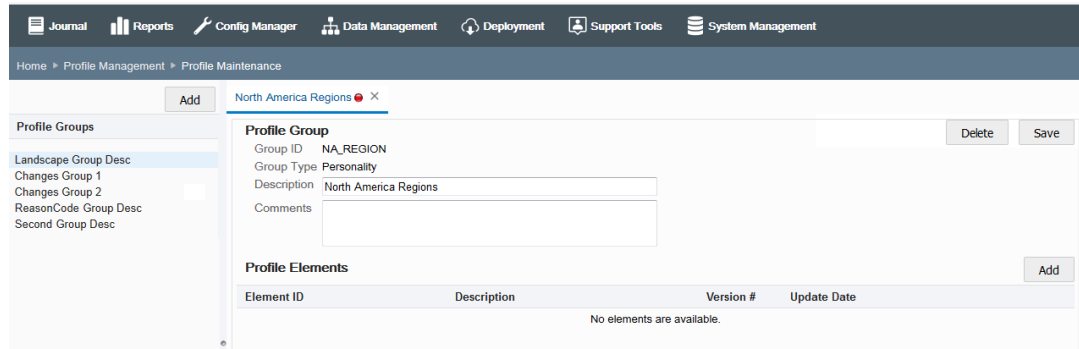 Journal Reports Config Manager Data Management Deployment Support Tools System Management
Home Profile Management Profile Maintenance
Add
Profile Groups
Landscape Group Desc
Changes Group 1
Changes Group 2
ReasonCode Group Desc
Second Group Desc
North America Regions ×
Profile Group
Delete Save
Group ID NA_REGION
Group Type Personality
Description North America Regions
Comments
Profile Elements
Add
Element ID Description Version # Update Date
No elements are available.